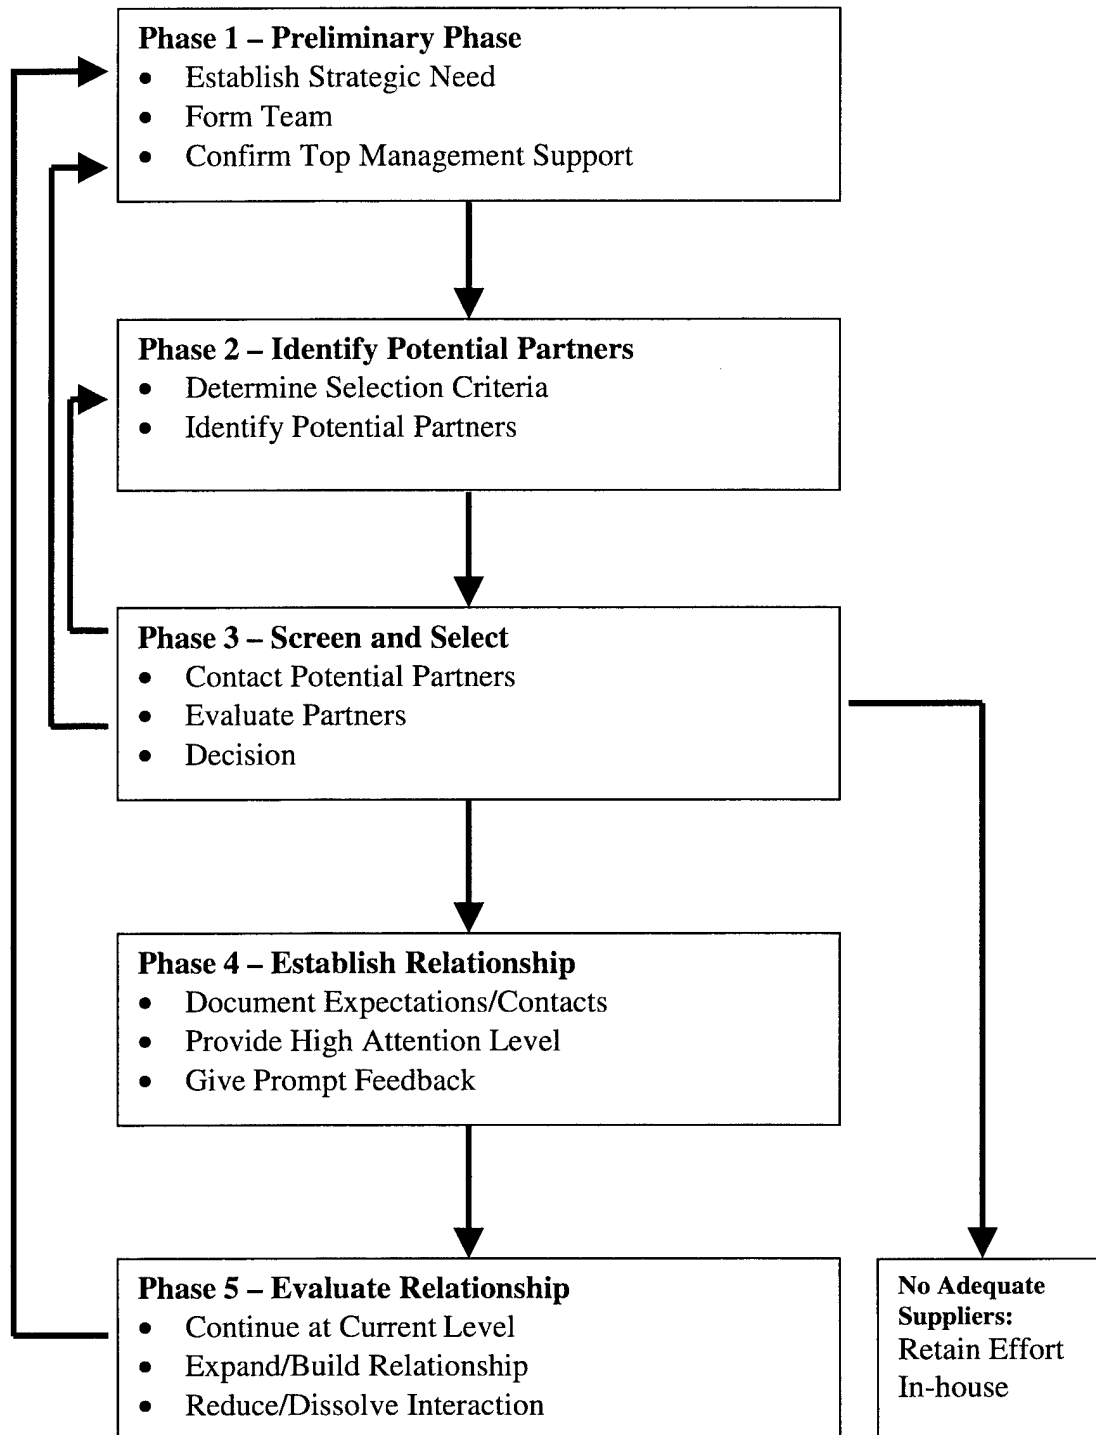 Phase 1 – Preliminary Phase
• Establish Strategic Need
• Form Team
• Confirm Top Management Support
Phase 2 – Identify Potential Partners
• Determine Selection Criteria
• Identify Potential Partners
Phase 3 – Screen and Select
• Contact Potential Partners
• Evaluate Partners
• Decision
Phase 4 – Establish Relationship
• Document Expectations/Contacts
• Provide High Attention Level
• Give Prompt Feedback
Phase 5 – Evaluate Relationship
• Continue at Current Level
• Expand/Build Relationship
• Reduce/Dissolve Interaction
No Adequate
Suppliers:
Retain Effort
In-house